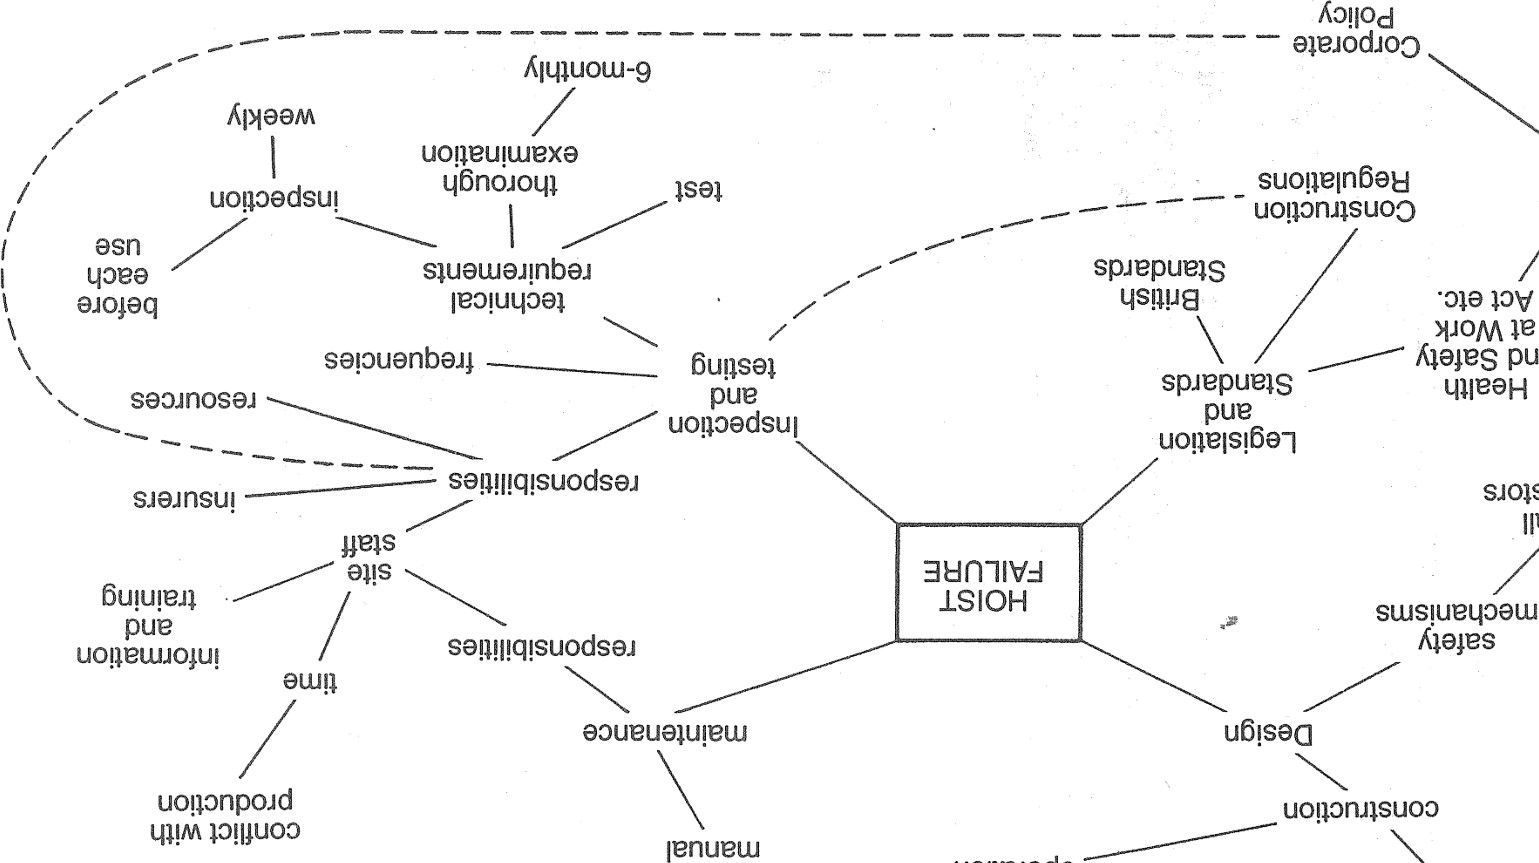 manual
conflict with
production
construction
Design
maintenance
time
safety
mechanisms
responsibilities
information
and
training
HOIST
FAILURE
site
staff
insurers
responsibilities
resources
Legislation
and
Standards
Inspection
and
testing
Health
nd Safety
at Work
Act etc.
frequencies
British
Standards
technical
requirements
before
each
use
Construction
Regulations
test
thorough
examination
inspection
weekly
6-monthly
Corporate
Policy